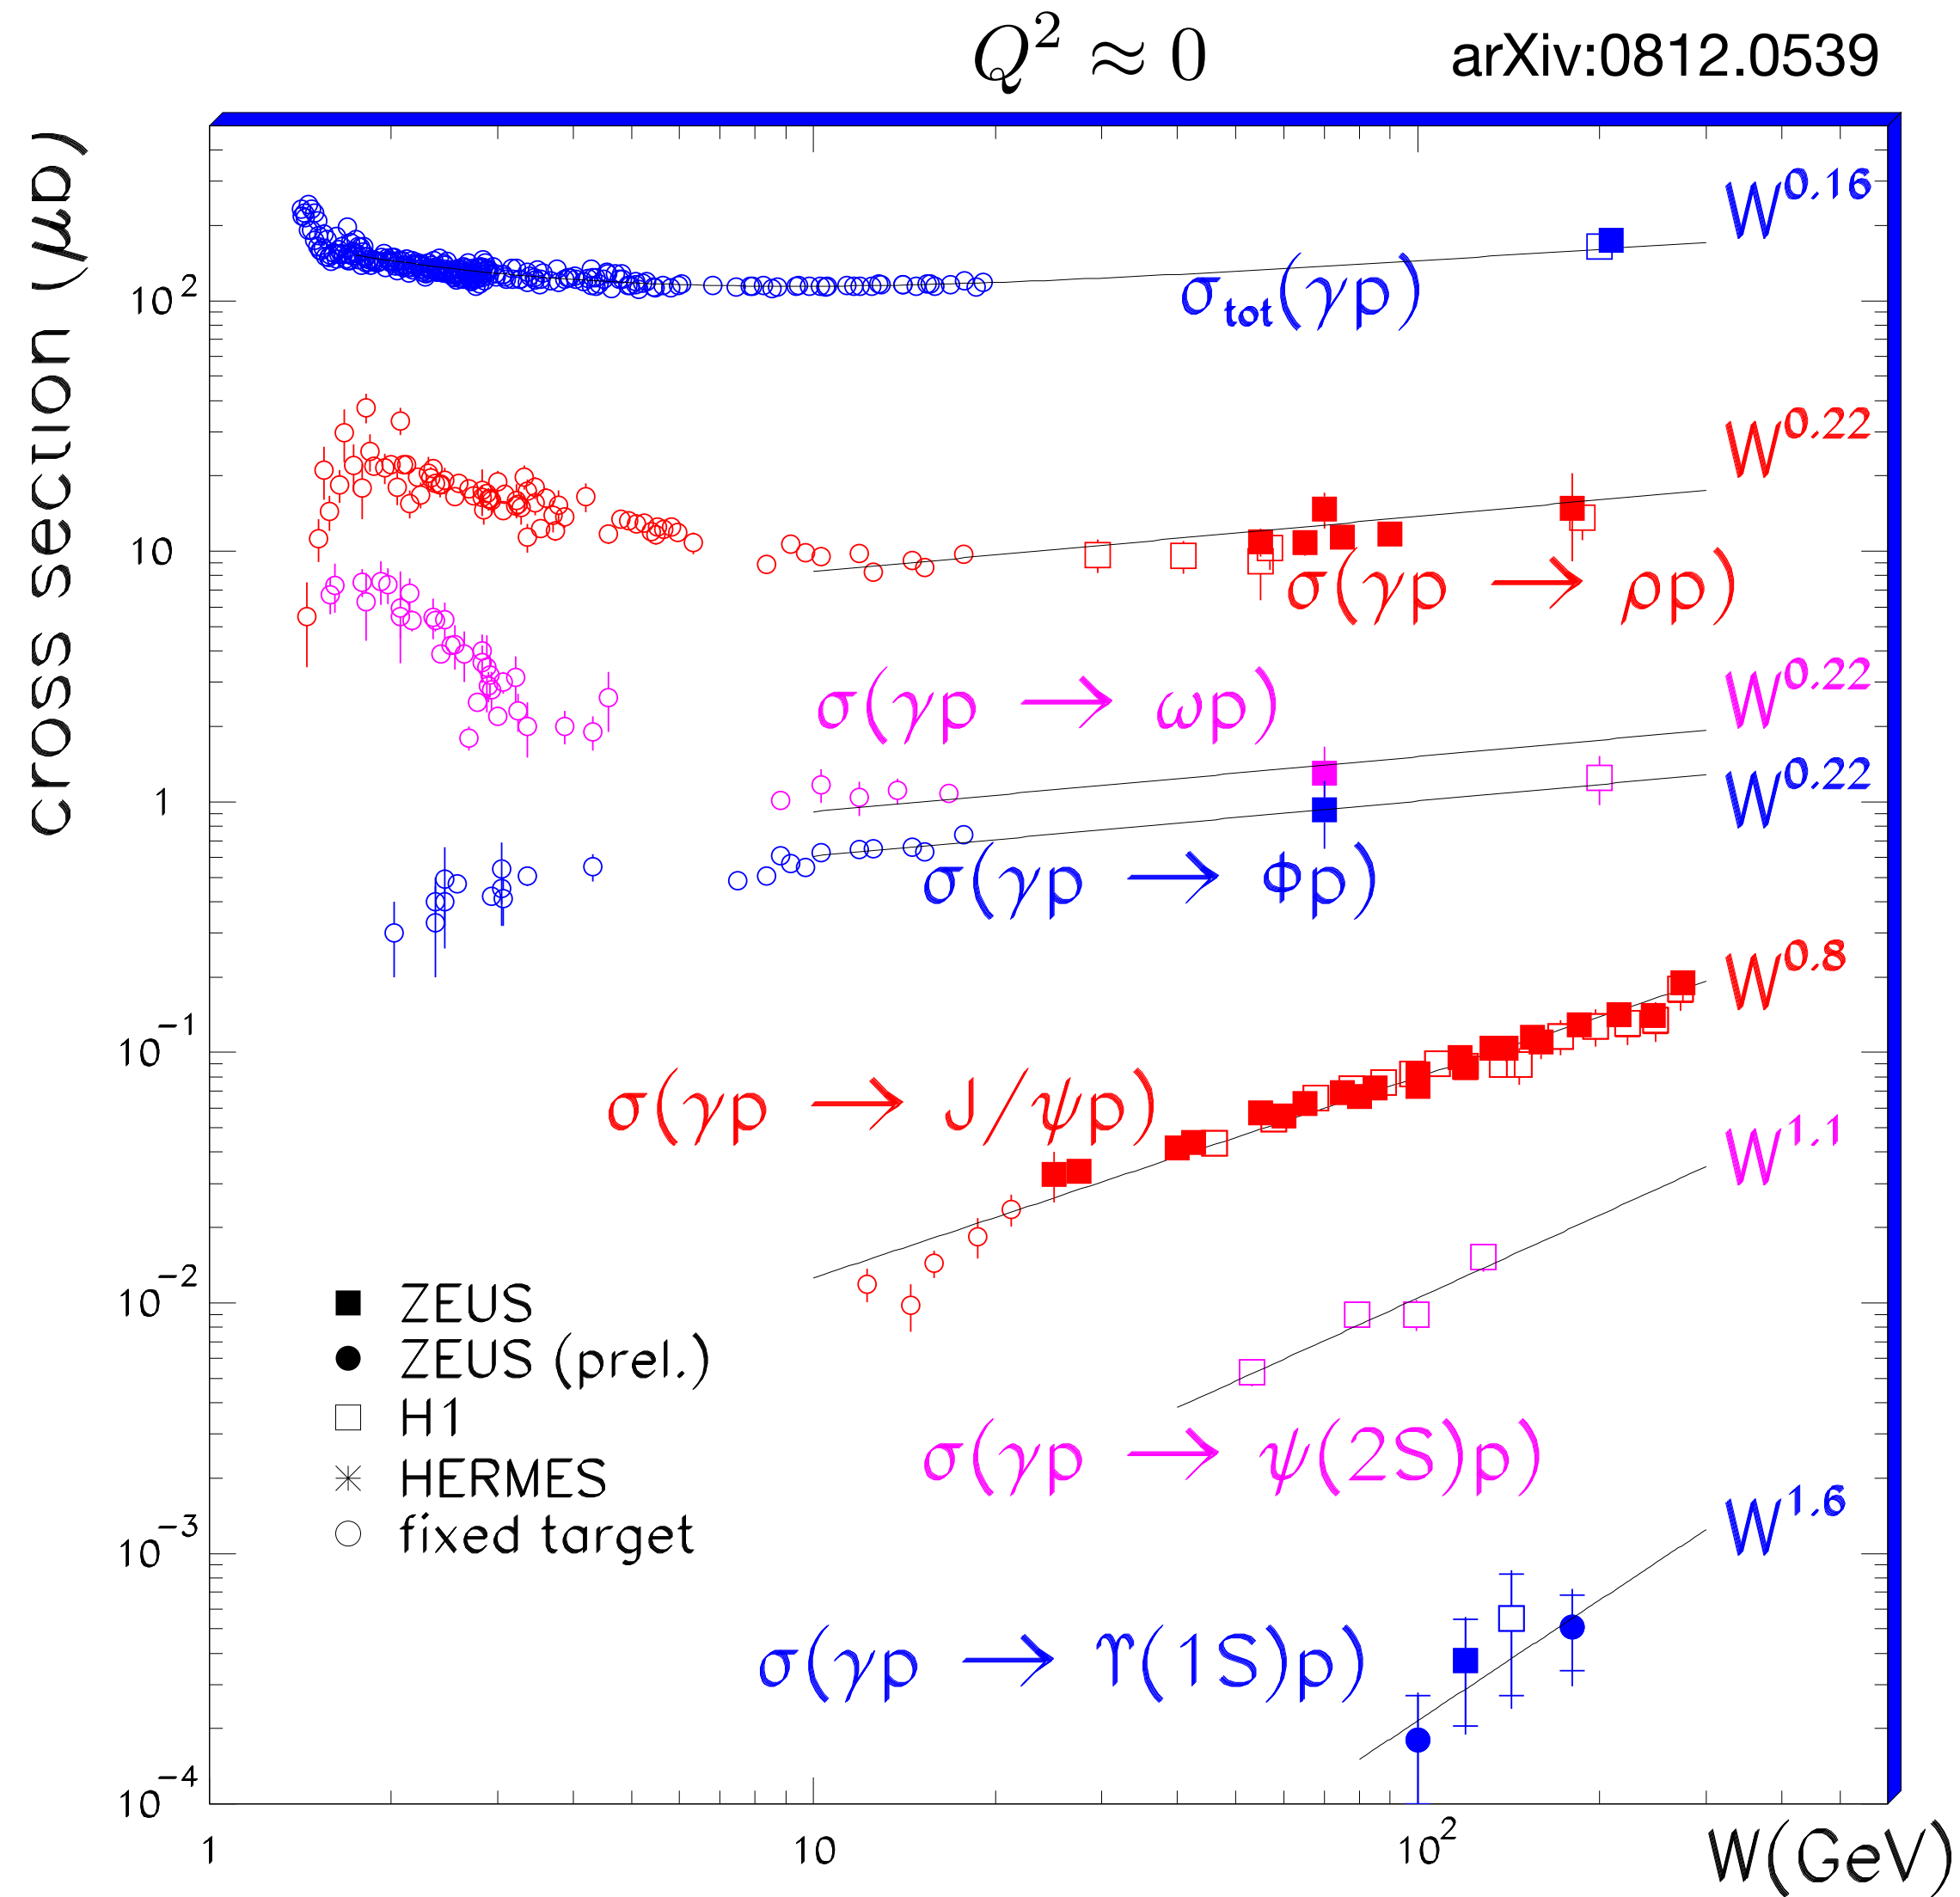 Q² ≈ 0
arXiv:0812.0539
cross section (μb)
W^0.16
10²
σ_tot(γp)
W^0.22
10
σ(γp → ρp)
W^0.22
σ(γp → ωp)
W^0.22
1
σ(γp → Φp)
W^0.8
10⁻¹
σ(γp → J/ψp)
W^1.1
10⁻²
ZEUS
ZEUS (prel.)
H1
HERMES
fixed target
σ(γp → ψ(2S)p)
W^1.6
10⁻³
σ(γp → ϒ(1S)p)
10⁻⁴
1 10 10²
W(GeV)